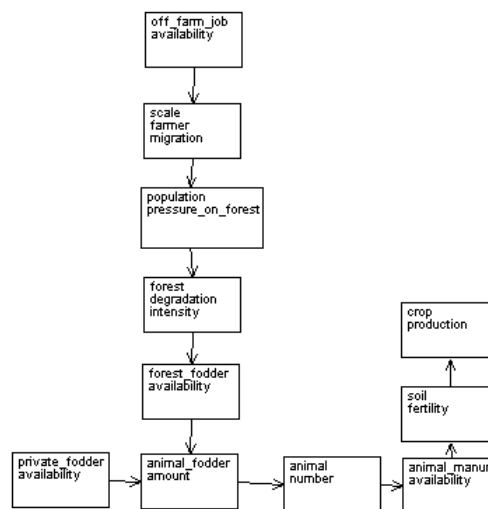 off_farm_job
availability
scale
farmer
migration
population
pressure_on_forest
forest
degradation
intensity
forest_fodder
availability
private_fodder
availability
animal_fodder
amount
animal
number
animal_manur
availability
soil
fertility
crop
production